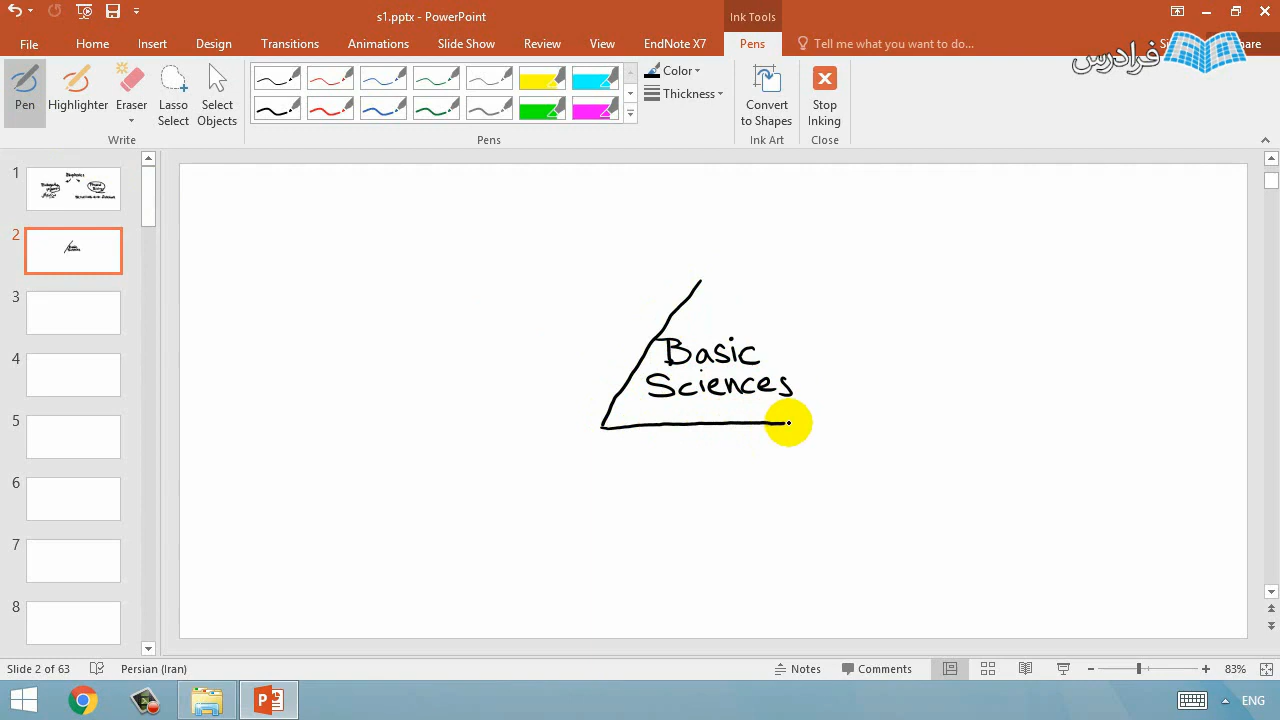 s1.pptx - PowerPoint
Ink Tools
File
Home
Insert
Design
Transitions
Animations
Slide Show
Review
View
EndNote X7
Pens
Tell me what you want to do...
فرادرس
Pen
Highlighter
Eraser
Lasso Select
Select Objects
Color
Thickness
Convert to Shapes
Stop Inking
Write
Pens
Ink Art
Close
1
Biophysics
2
3
4
5
6
7
8
Basic
Sciences
Slide 2 of 63
Persian (Iran)
Notes
Comments
83%
ENG